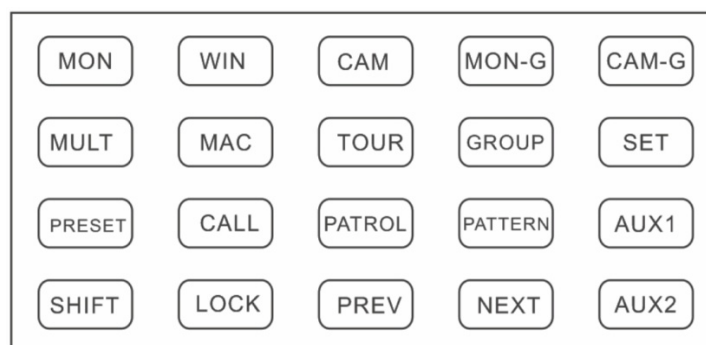 MON WIN CAM MON-G CAM-G
MULT MAC TOUR GROUP SET
PRESET CALL PATROL PATTERN AUX1
SHIFT LOCK PREV NEXT AUX2